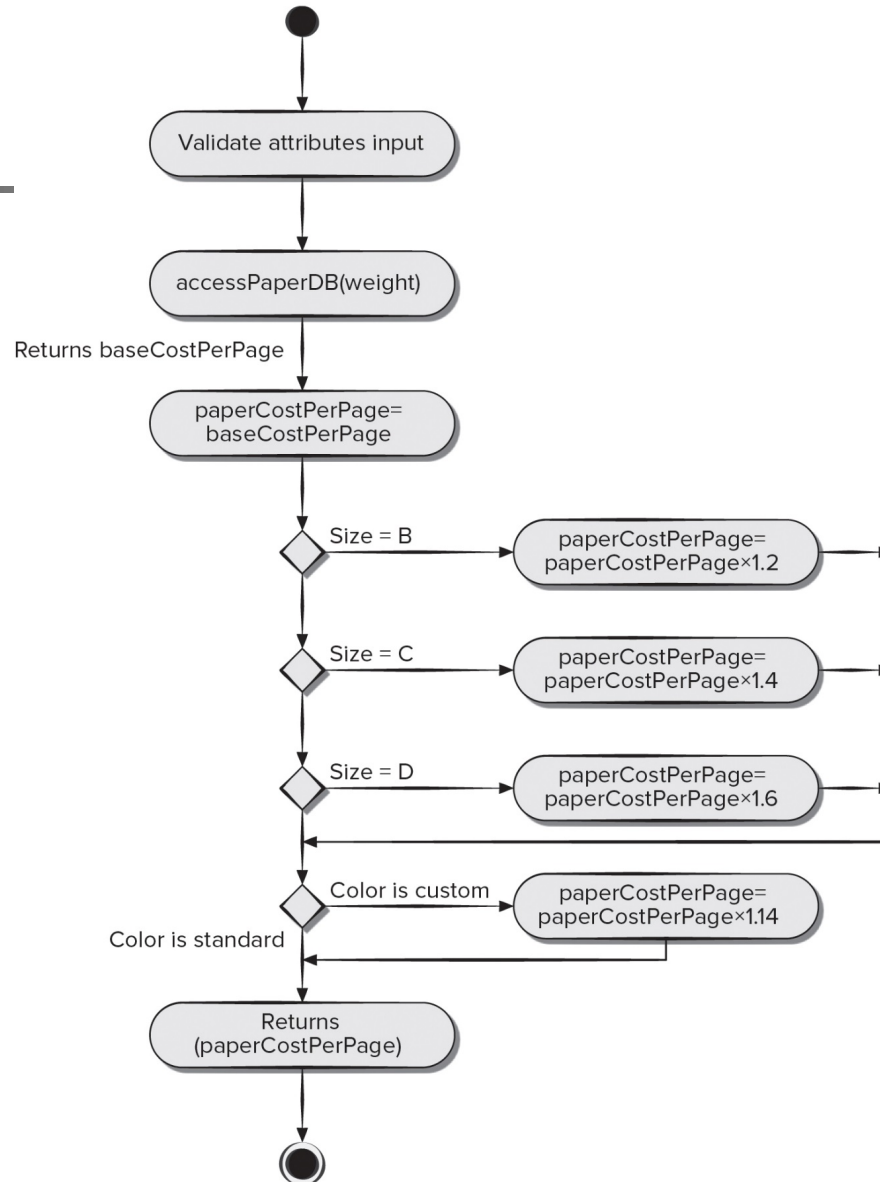 Validate attributes input
accessPaperDB(weight)
Returns baseCostPerPage
paperCostPerPage=
baseCostPerPage
Size = B
paperCostPerPage=
paperCostPerPage×1.2
Size = C
paperCostPerPage=
paperCostPerPage×1.4
Size = D
paperCostPerPage=
paperCostPerPage×1.6
Color is custom
paperCostPerPage=
paperCostPerPage×1.14
Color is standard
Returns
(paperCostPerPage)